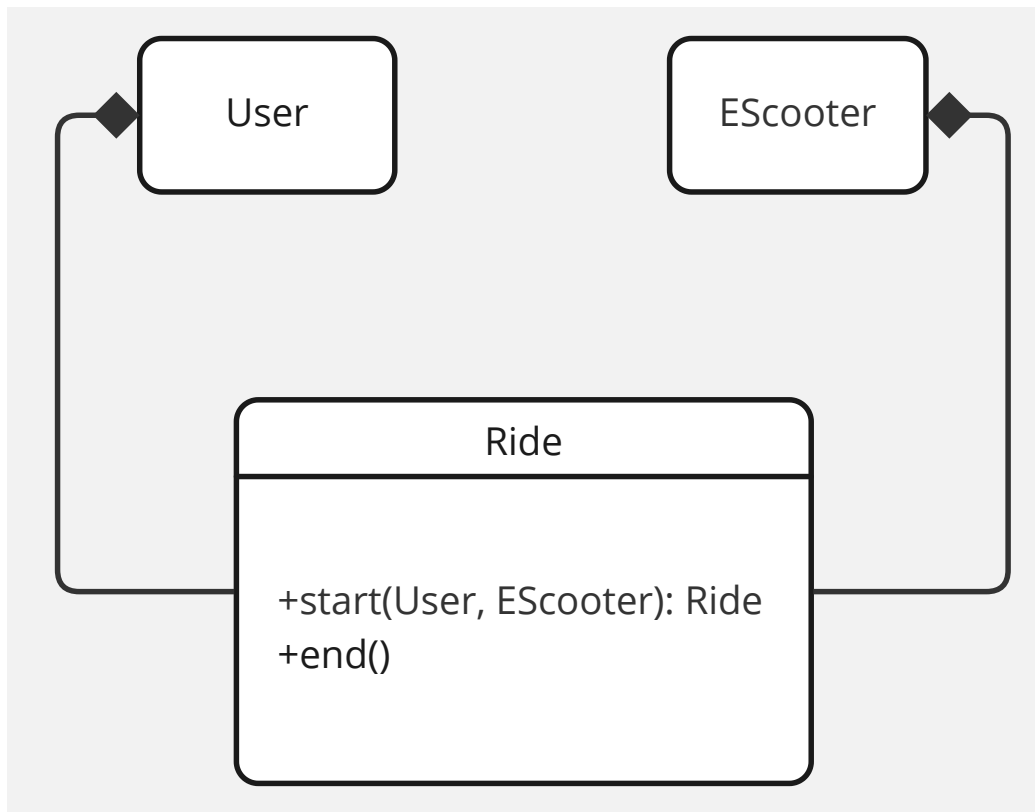 User
EScooter
Ride
+start(User, EScooter): Ride
+end()